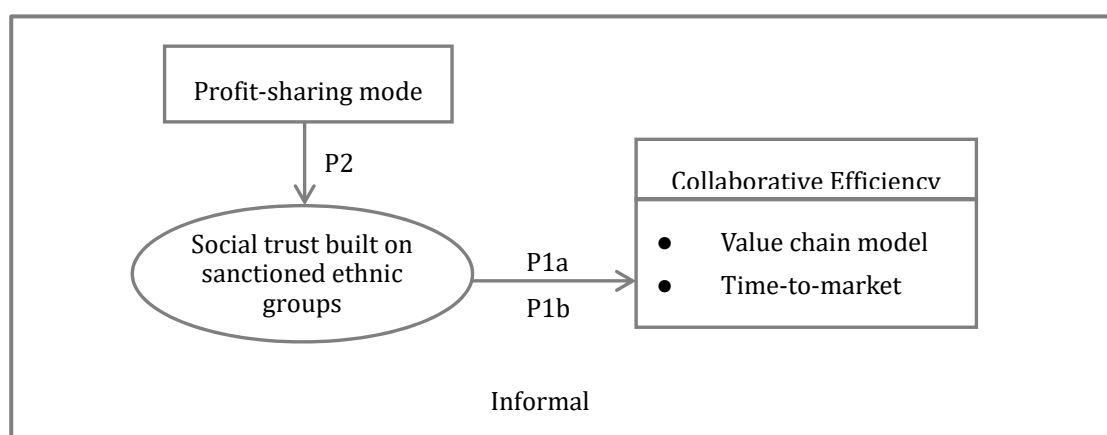 Profit-sharing mode
P2
Collaborative Efficiency
Social trust built on
sanctioned ethnic
groups
P1a
P1b
● Value chain model
● Time-to-market
Informal